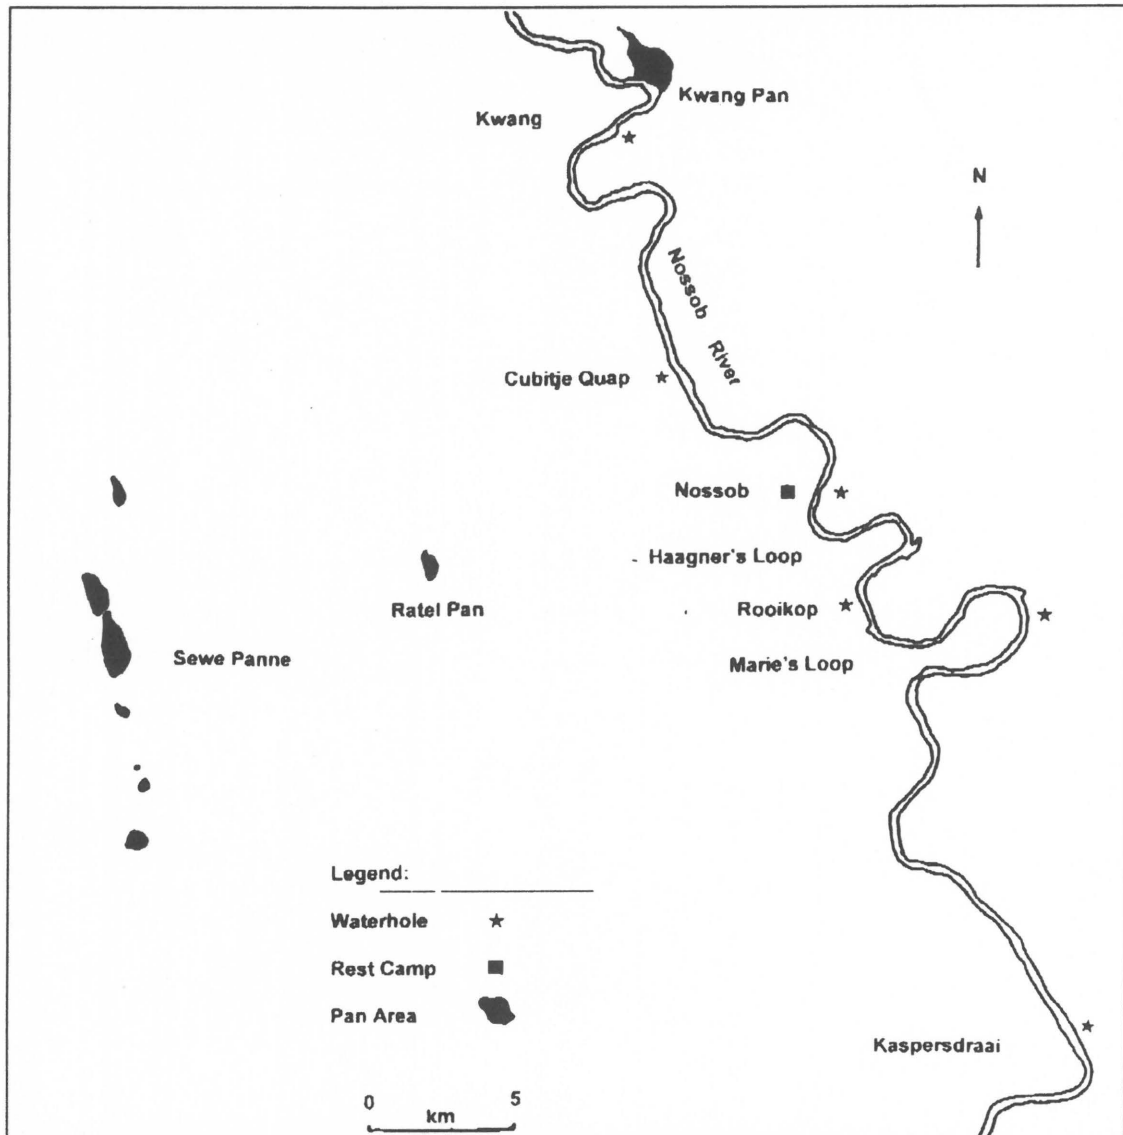 Kwang Pan
Kwang
N
Nossob River
Cubitje Quap
Nossob
Haagner's Loop
Ratel Pan
Rooikop
Sewe Panne
Marie's Loop
Legend:
Waterhole
Rest Camp
Pan Area
Kaspersdraai
0 5
km